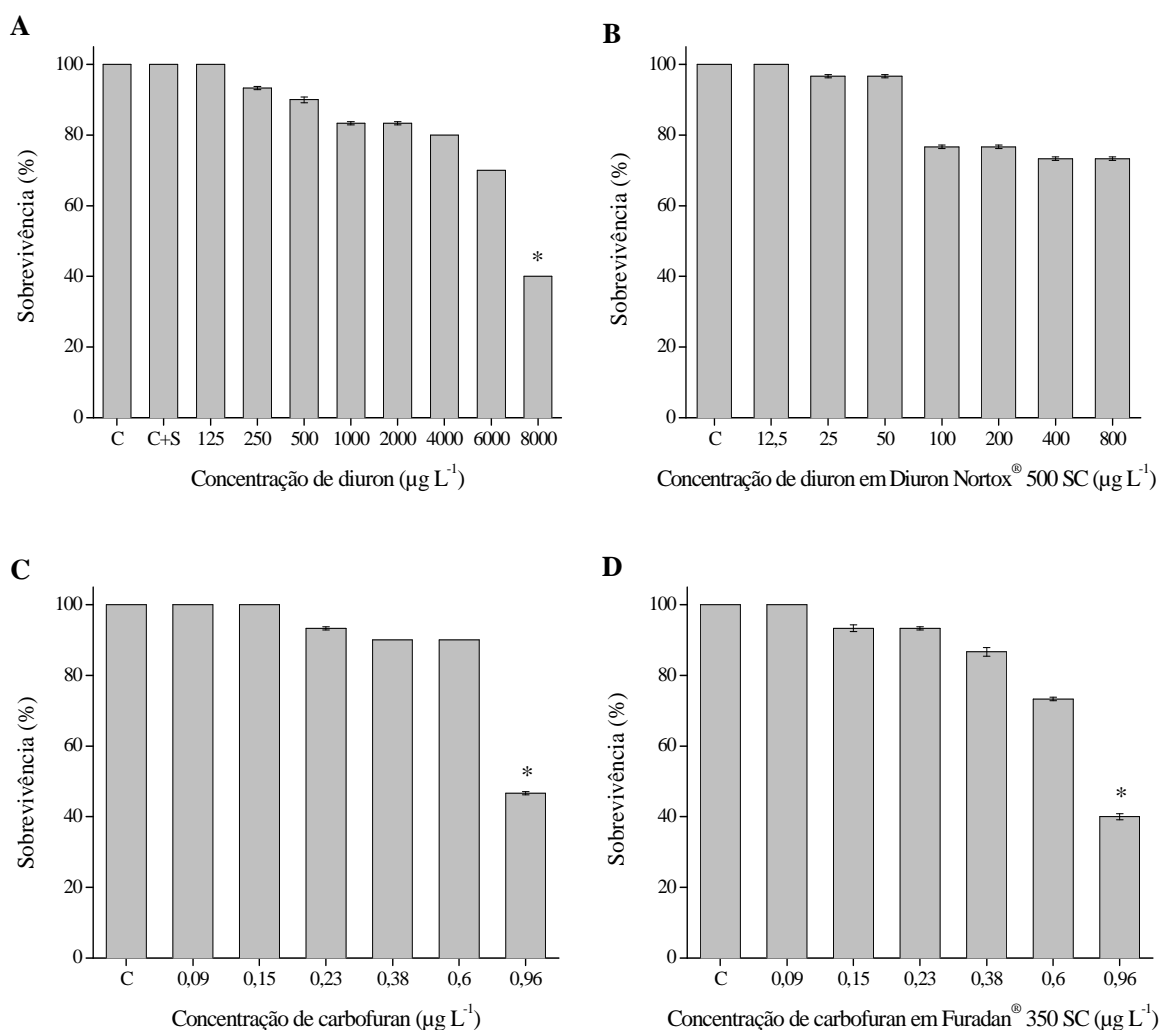 A
100
80
60
40
20
0
Sobrevivência (%)
*
C C+S 125 250 500 1000 2000 4000 6000 8000
Concentração de diuron (µg L⁻¹)
B
100
80
60
40
20
0
Sobrevivência (%)
C 12,5 25 50 100 200 400 800
Concentração de diuron em Diuron Nortox® 500 SC (µg L⁻¹)
C
100
80
60
40
20
0
Sobrevivência (%)
*
C 0,09 0,15 0,23 0,38 0,6 0,96
Concentração de carbofuran (µg L⁻¹)
D
100
80
60
40
20
0
Sobrevivência (%)
*
C 0,09 0,15 0,23 0,38 0,6 0,96
Concentração de carbofuran em Furadan® 350 SC (µg L⁻¹)